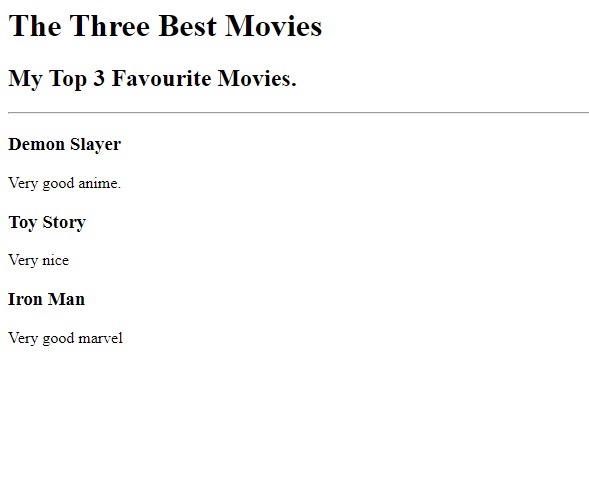 The Three Best Movies
My Top 3 Favourite Movies.
Demon Slayer
Very good anime.
Toy Story
Very nice
Iron Man
Very good marvel